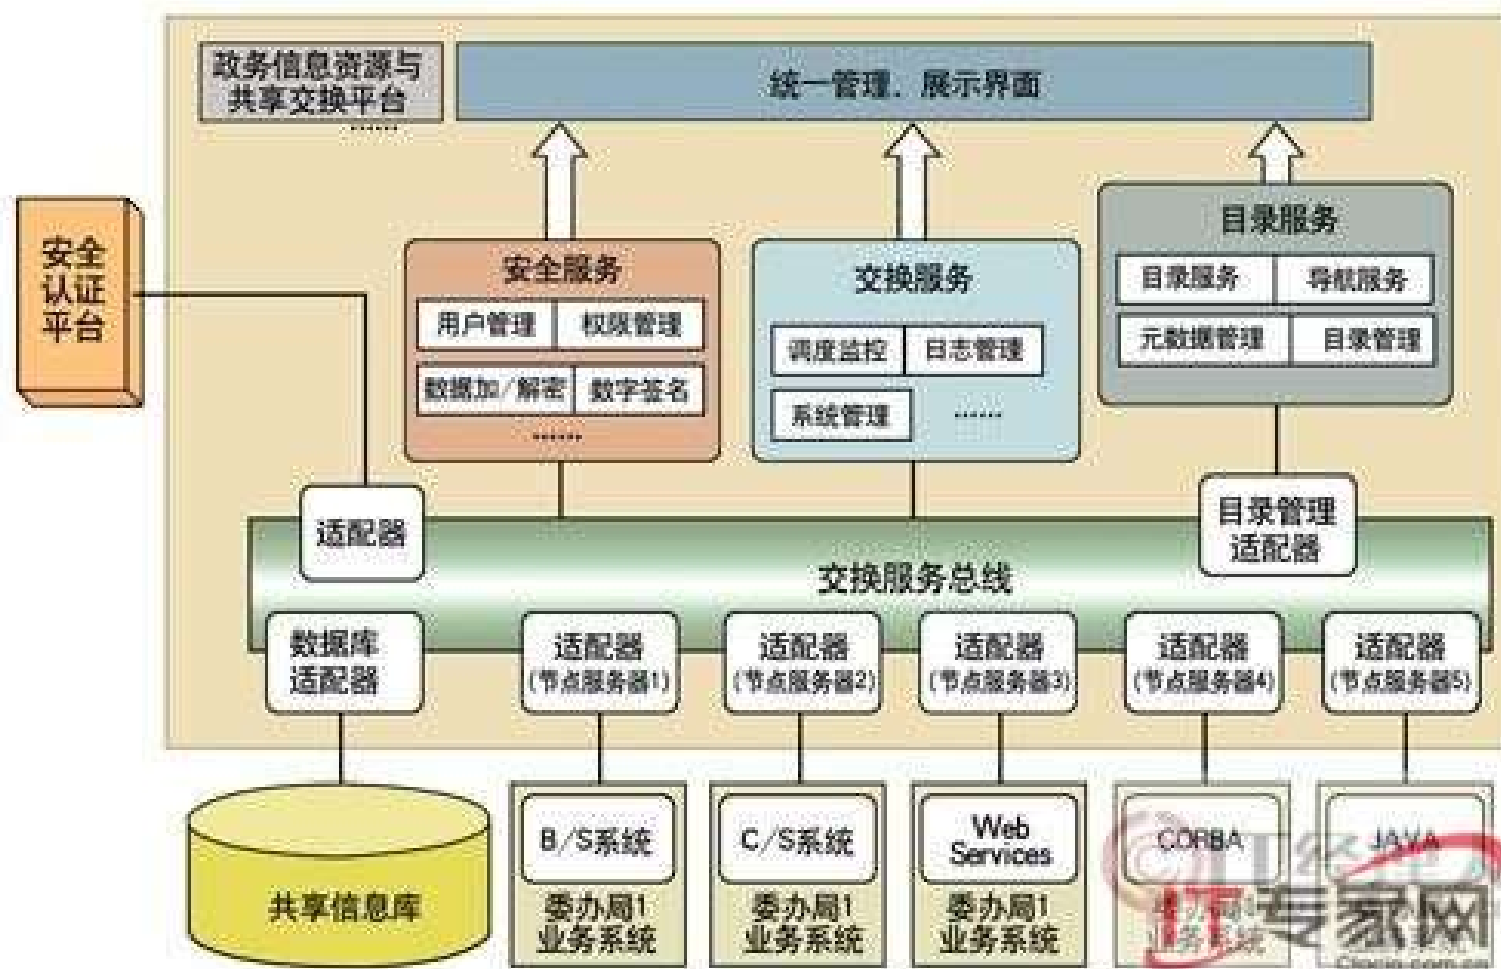 政务信息资源与
共享交换平台
......
统一管理、展示界面
安全
认证
平台
安全服务
用户管理
权限管理
数据加/解密
数字签名
......
交换服务
调度监控
日志管理
系统管理
......
目录服务
目录服务
导航服务
元数据管理
目录管理
适配器
目录管理
适配器
交换服务总线
数据库
适配器
适配器
(节点服务器1)
适配器
(节点服务器2)
适配器
(节点服务器3)
适配器
(节点服务器4)
适配器
(节点服务器5)
共享信息库
B/S系统
委办局1
业务系统
C/S系统
委办局1
业务系统
Web
Services
委办局1
业务系统
CORBA
业务系统
JAVA
IT专家网